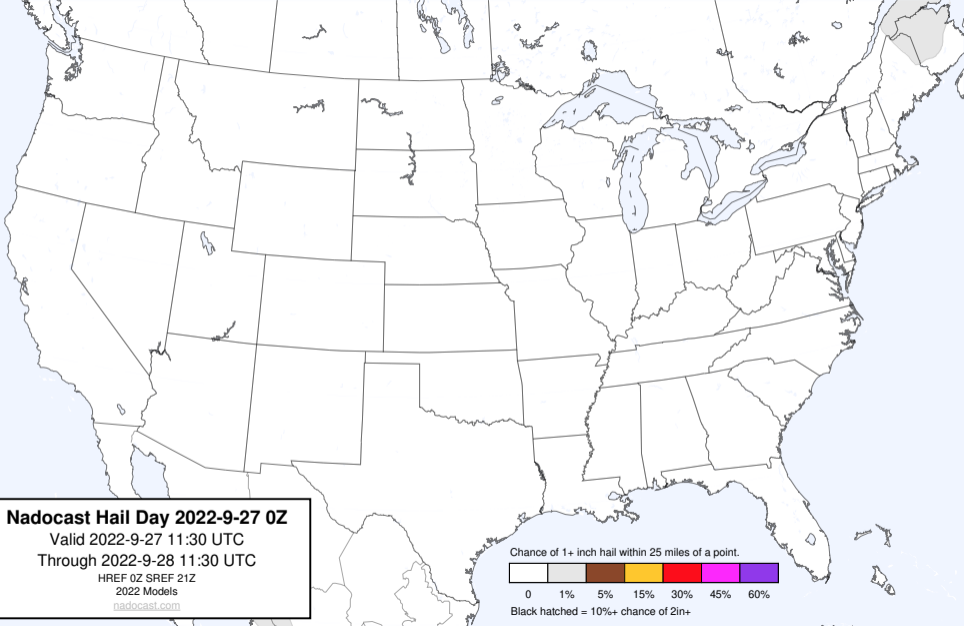 Nadocast Hail Day 2022-9-27 0Z
Valid 2022-9-27 11:30 UTC
Through 2022-9-28 11:30 UTC
HREF 0Z SREF 21Z
2022 Models
nadocast.com
Chance of 1+ inch hail within 25 miles of a point.
0 1% 5% 15% 30% 45% 60%
Black hatched = 10%+ chance of 2in+